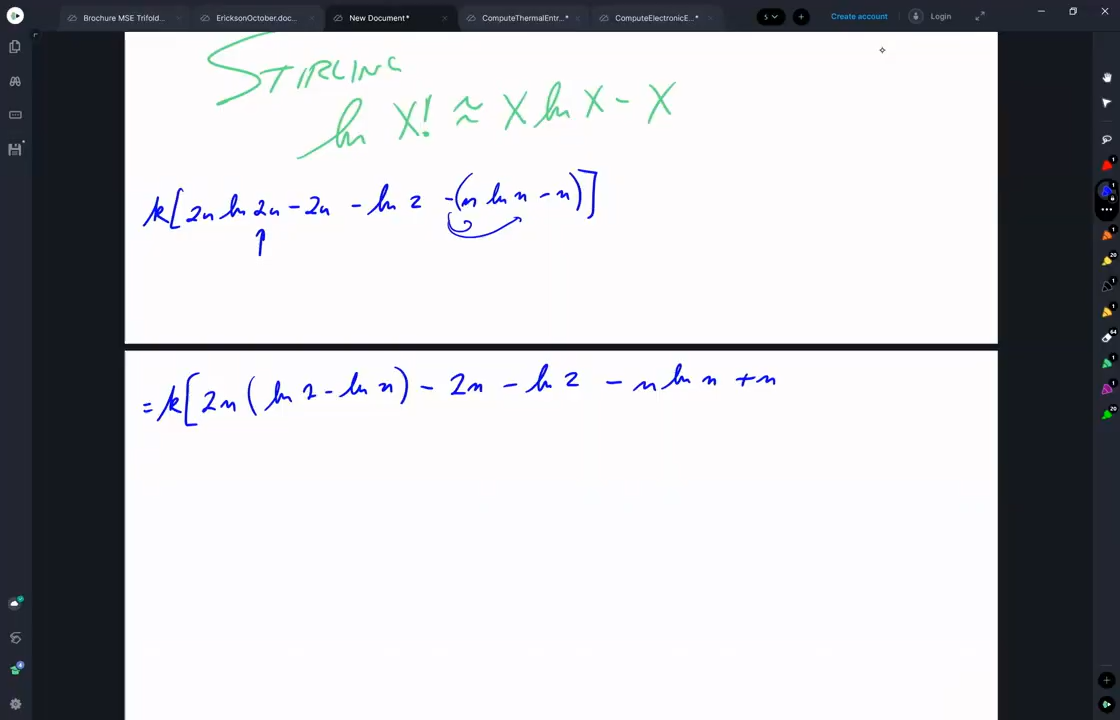 Brochure MSE Trifold... EricksonOctober.doc... New Document* × ComputeThermalEntr...* × ComputeElectronicE...* × 5 Create account Login
STIRLING
ln X! ≈ X ln X - X
k[2n ln 2n - 2n - ln 2 -(n ln n - n)]
= k[2n (ln 2 - ln n) - 2n - ln 2 - n ln n + n